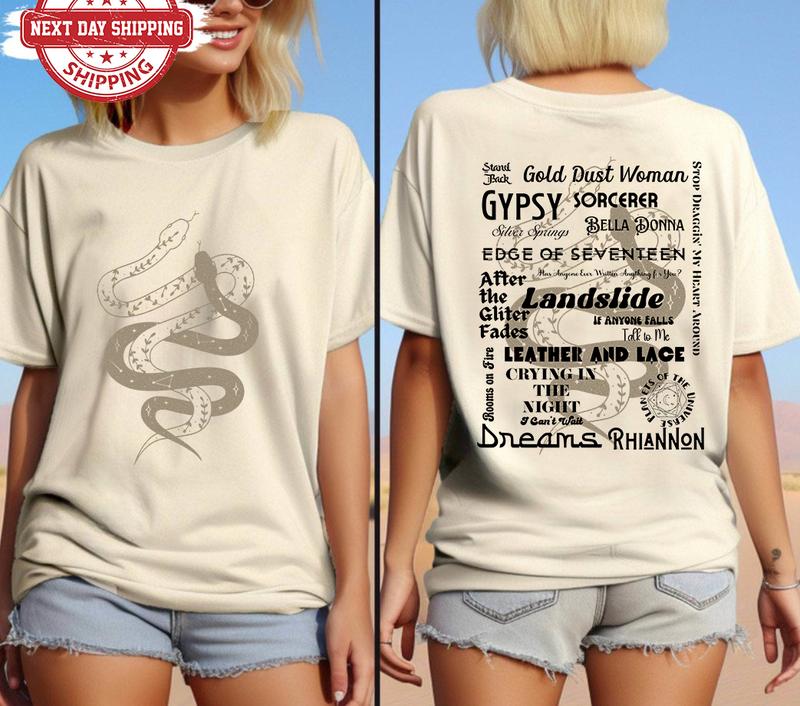 NEXT DAY SHIPPING
SHIPPING
Stand
Back
Gold Dust Woman
GYPSY
SORCERER
Silver Springs
BELLA DONNA
STOP DRAGGIN' MY HEART AROUND
EDGE OF SEVENTEEN
Has Anyone Ever Written Anything for You?
After
the
Glitter
Fades
Landslide
IF ANYONE FALLS
Talk to Me
Rooms on Fire
LEATHER AND LACE
CRYING IN
THE
NIGHT
PLANETS OF THE UNIVERSE
I Can't Wait
Dreams
RHIANNON